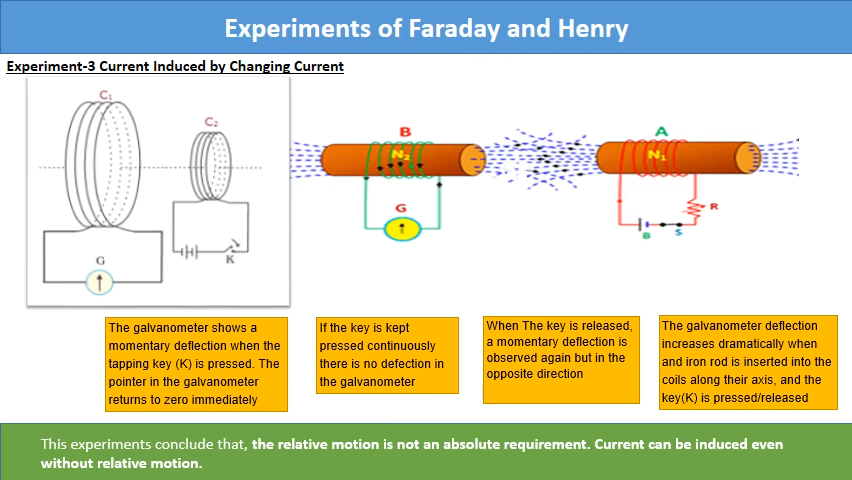 Experiments of Faraday and Henry
Experiment-3 Current Induced by Changing Current
C1
C2
G
K
B
N2
G
A
N1
R
B
S
The galvanometer shows a
momentary deflection when the
tapping key (K) is pressed. The
pointer in the galvanometer
returns to zero immediately
If the key is kept
pressed continuously
there is no defection in
the galvanometer
When The key is released,
a momentary deflection is
observed again but in the
opposite direction
The galvanometer deflection
increases dramatically when
and iron rod is inserted into the
coils along their axis, and the
key(K) is pressed/released
This experiments conclude that, the relative motion is not an absolute requirement. Current can be induced even
without relative motion.